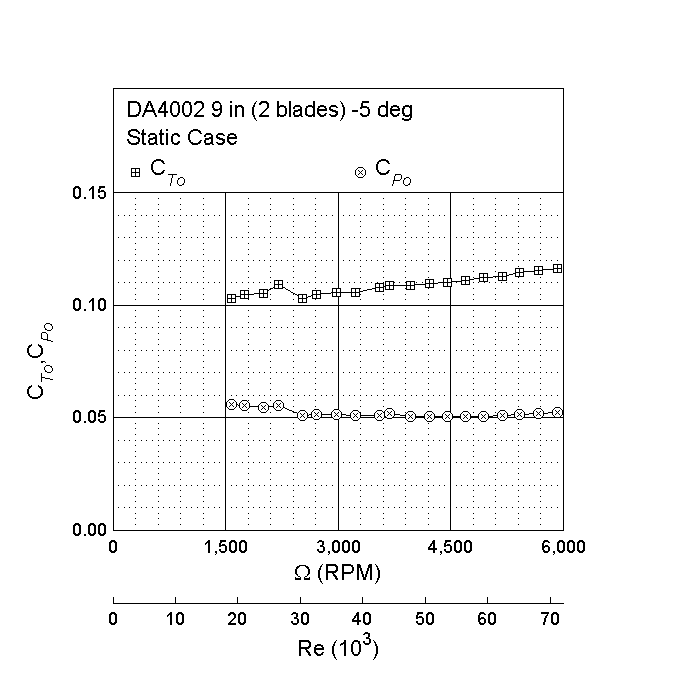 DA4002 9 in (2 blades) -5 deg
Static Case
C_To C_Po
0.15
0.10
0.05
0.00
C_To,C_Po
0 1,500 3,000 4,500 6,000
Ω (RPM)
0 10 20 30 40 50 60 70
Re (10^3)